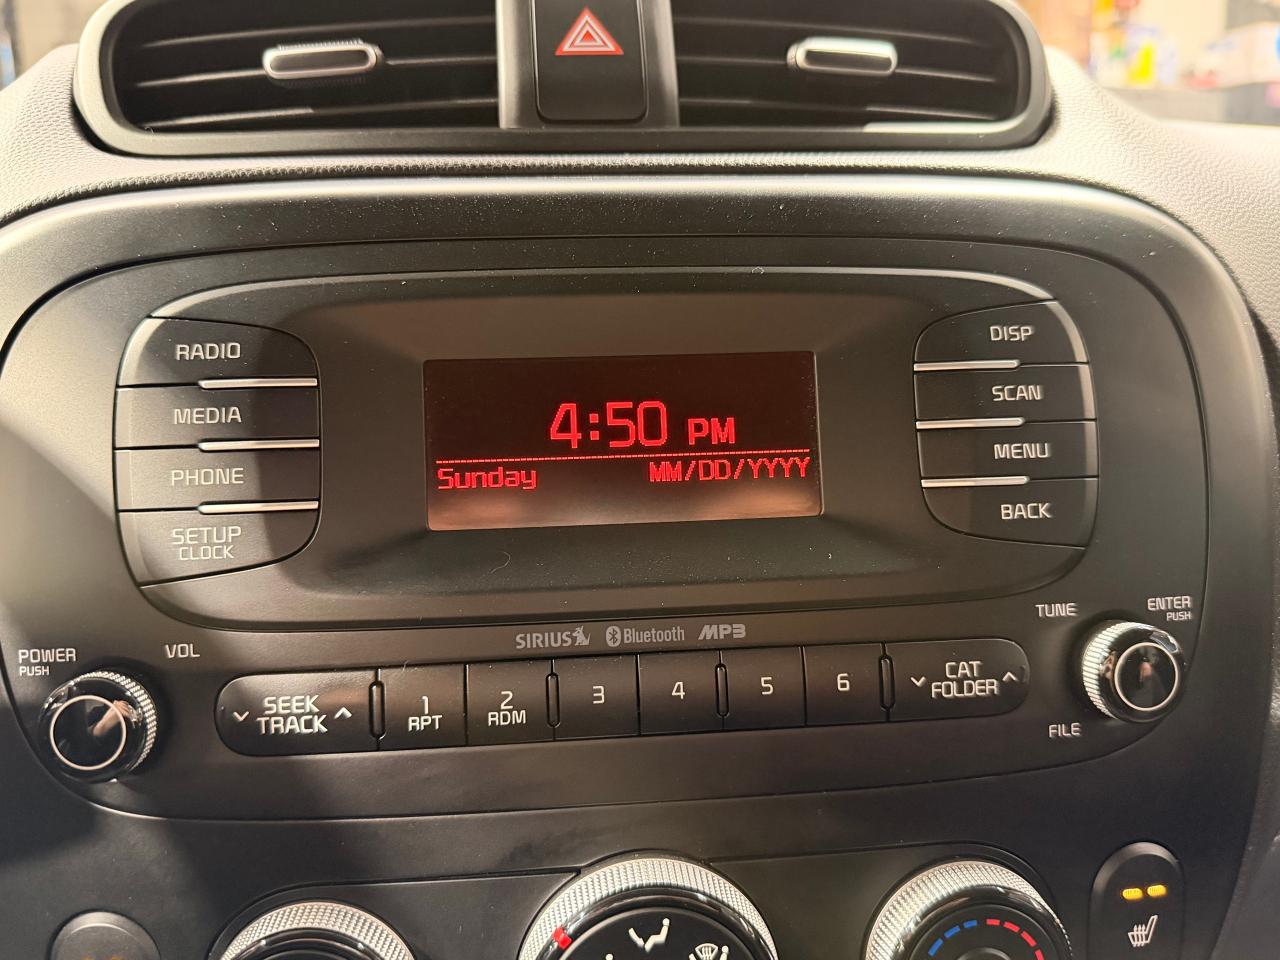 RADIO
MEDIA
PHONE
SETUP
CLOCK
4:50 PM
Sunday MM/DD/YYYY
DISP
SCAN
MENU
BACK
POWER
PUSH
VOL
SIRIUS Bluetooth MP3
TUNE
ENTER
PUSH
SEEK
TRACK
1
RPT
2
RDM
3
4
5
6
CAT
FOLDER
FILE